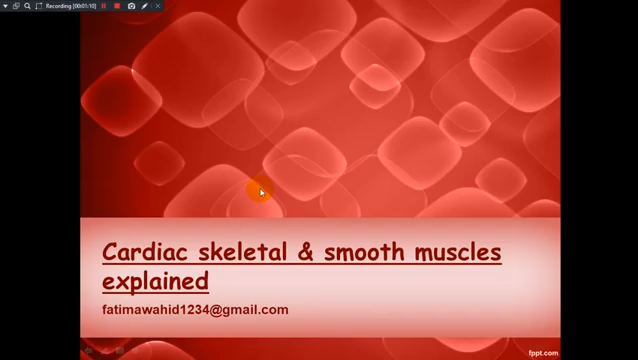 Recording [00:01:10]
Cardiac skeletal & smooth muscles
explained
fatimawahid1234@gmail.com
fppt.com